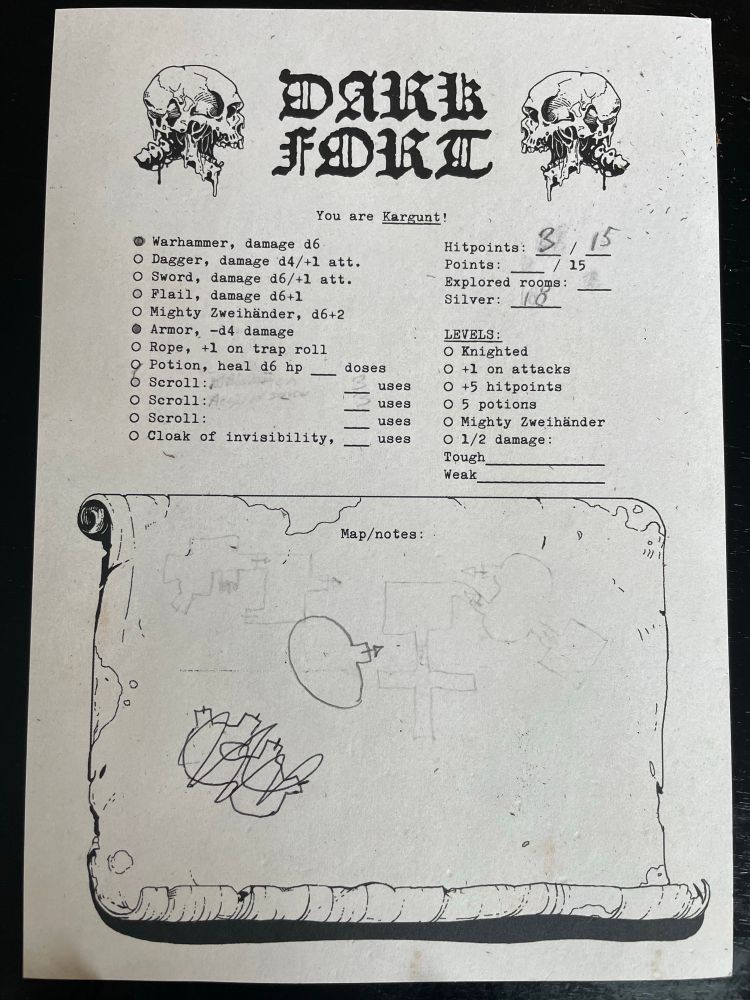 DARK
FORT
You are Kargunt!
Warhammer, damage d6
Dagger, damage d4/+1 att.
Sword, damage d6/+1 att.
Flail, damage d6+1
Mighty Zweihänder, d6+2
Armor, -d4 damage
Rope, +1 on trap roll
Potion, heal d6 hp ___ doses
Scroll: 3 uses
Scroll: uses
Scroll: ___ uses
Cloak of invisibility, ___ uses
Hitpoints: 3 / 15
Points: ___ / 15
Explored rooms: ___
Silver: 18
LEVELS:
Knighted
+1 on attacks
+5 hitpoints
5 potions
Mighty Zweihänder
1/2 damage:
Tough
Weak
Map/notes: